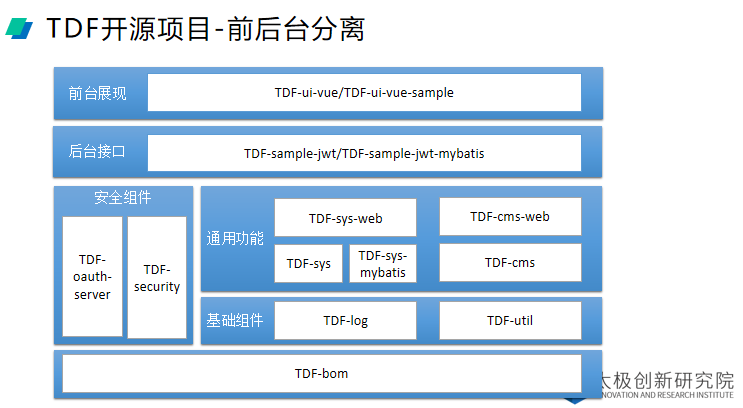 TDF开源项目-前后台分离
前台展现
TDF-ui-vue/TDF-ui-vue-sample
后台接口
TDF-sample-jwt/TDF-sample-jwt-mybatis
安全组件
TDF-
oauth-
server
TDF-
security
通用功能
TDF-sys-web
TDF-cms-web
TDF-sys
TDF-sys-
mybatis
TDF-cms
基础组件
TDF-log
TDF-util
TDF-bom
太极创新研究院
NOVATION AND RESEARCH INSTITUTE